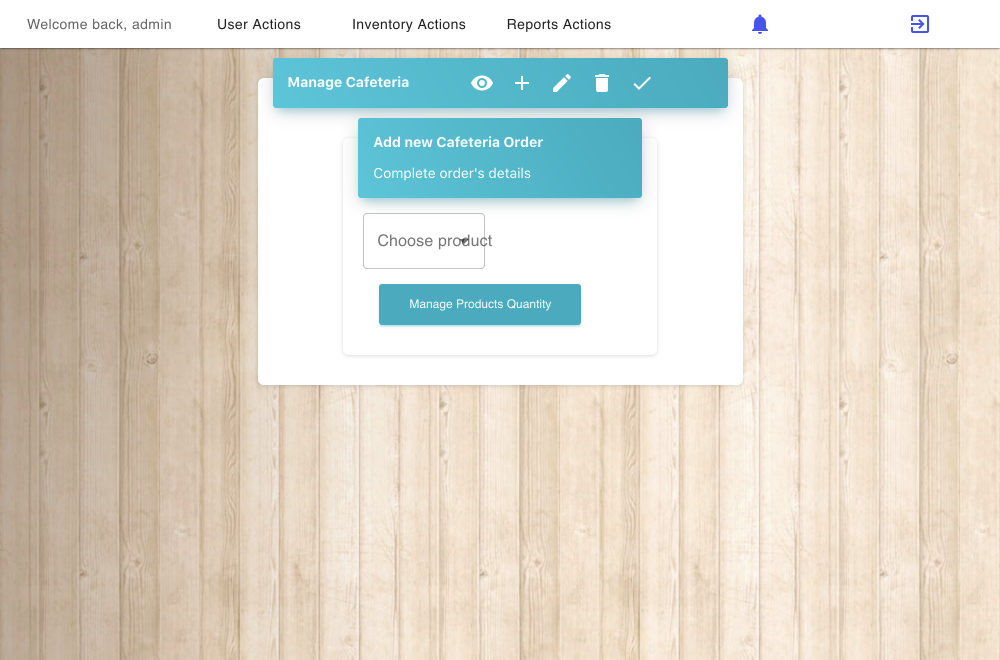 Welcome back, admin
User Actions
Inventory Actions
Reports Actions
Manage Cafeteria
Add new Cafeteria Order
Complete order's details
Choose product
Manage Products Quantity